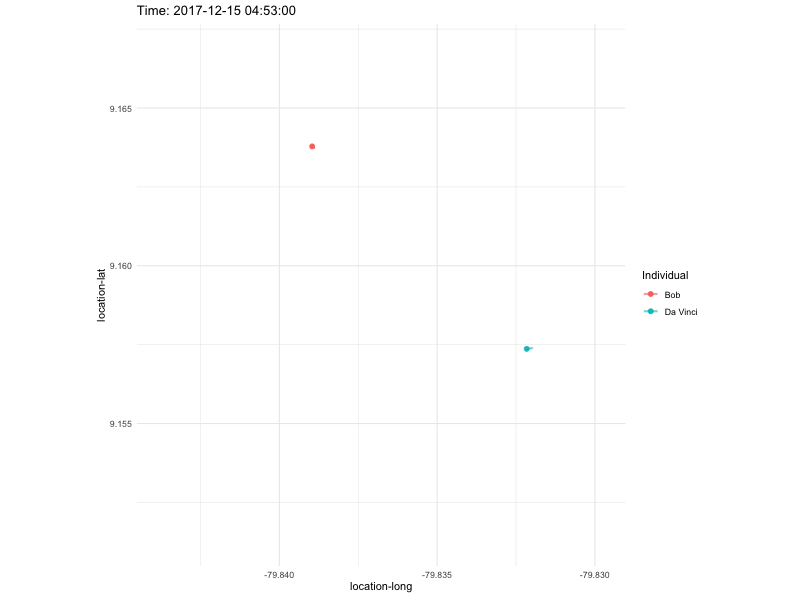 Time: 2017-12-15 04:53:00
9.165
9.160
9.155
location-lat
-79.840
-79.835
-79.830
location-long
Individual
Bob
Da Vinci